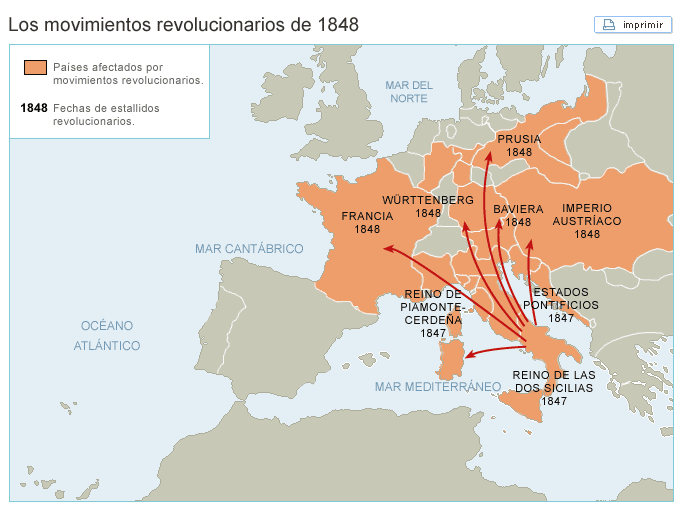 Los movimientos revolucionarios de 1848
imprimir
Países afectados por
movimientos revolucionarios.
1848 Fechas de estallidos
revolucionarios.
MAR DEL
NORTE
PRUSIA
1848
WÜRTTENBERG
1848
FRANCIA
1848
BAVIERA
1848
IMPERIO
AUSTRÍACO
1848
MAR CANTÁBRICO
REINO DE
PIAMONTE-
CERDEÑA
1847
ESTADOS
PONTIFICIOS
1847
OCÉANO
ATLÁNTICO
MAR MEDITERRÁNEO
REINO DE LAS
DOS SICILIAS
1847